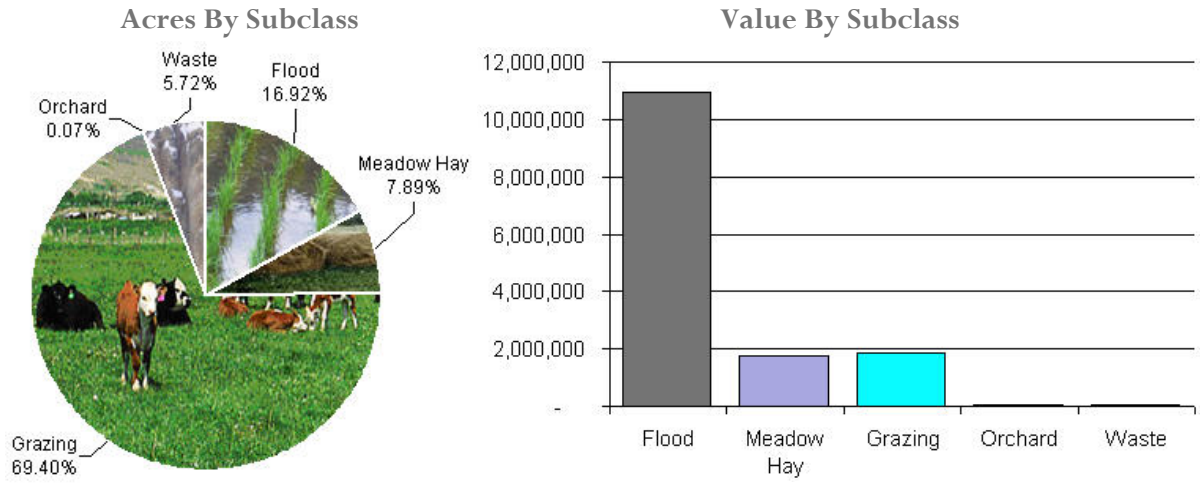 Acres By Subclass
Waste
5.72%
Flood
16.92%
Orchard
0.07%
Meadow Hay
7.89%
Grazing
69.40%
Value By Subclass
12,000,000
10,000,000
8,000,000
6,000,000
4,000,000
2,000,000
-
Flood
Meadow
Hay
Grazing
Orchard
Waste